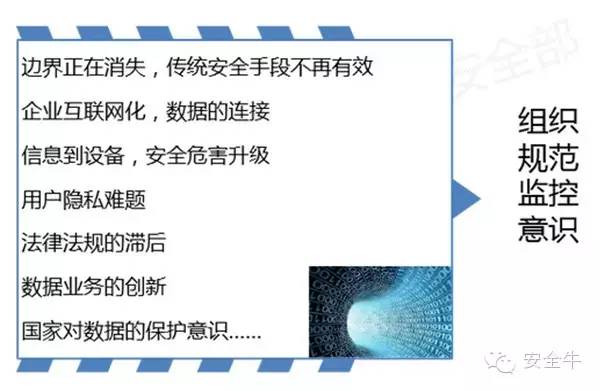 安全部
边界正在消失，传统安全手段不再有效
企业互联网化，数据的连接
信息到设备，安全危害升级
用户隐私难题
法律法规的滞后
数据业务的创新
国家对数据的保护意识......
组织
规范
监控
意识
安全牛